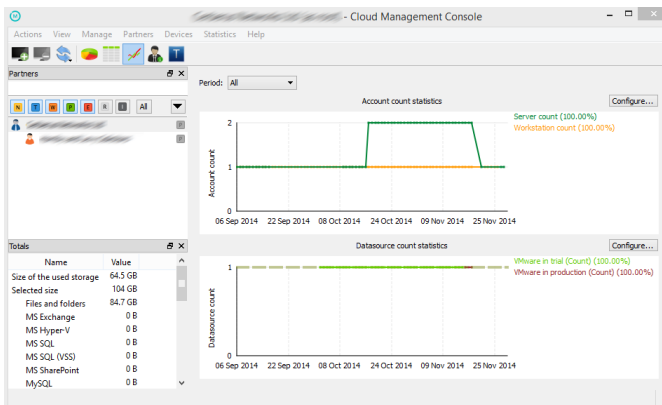 - Cloud Management Console
Actions View Manage Partners Devices Statistics Help
Partners
N T W P E R I All
P
P
Totals
Name Value
Size of the used storage 64.5 GB
Selected size 104 GB
Files and folders 84.7 GB
MS Exchange 0 B
MS Hyper-V 0 B
MS SQL 0 B
MS SQL (VSS) 0 B
MS SharePoint 0 B
MySQL 0 B
Period: All
Account count statistics
Configure...
Server count (100.00%)
Workstation count (100.00%)
Account count
2
1
0
06 Sep 2014 22 Sep 2014 08 Oct 2014 24 Oct 2014 09 Nov 2014 25 Nov 2014
Datasource count statistics
Configure...
VMware in trial (Count) (100.00%)
VMware in production (Count) (100.00%)
Datasource count
1
0
06 Sep 2014 22 Sep 2014 08 Oct 2014 24 Oct 2014 09 Nov 2014 25 Nov 2014